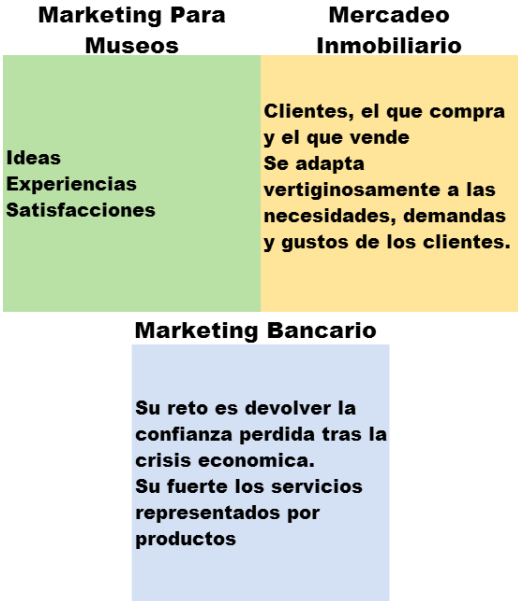 Marketing Para
Museos
Mercadeo
Inmobiliario
Ideas
Experiencias
Satisfacciones
Clientes, el que compra
y el que vende
Se adapta
vertiginosamente a las
necesidades, demandas
y gustos de los clientes.
Marketing Bancario
Su reto es devolver la
confianza perdida tras la
crisis economica.
Su fuerte los servicios
representados por
productos